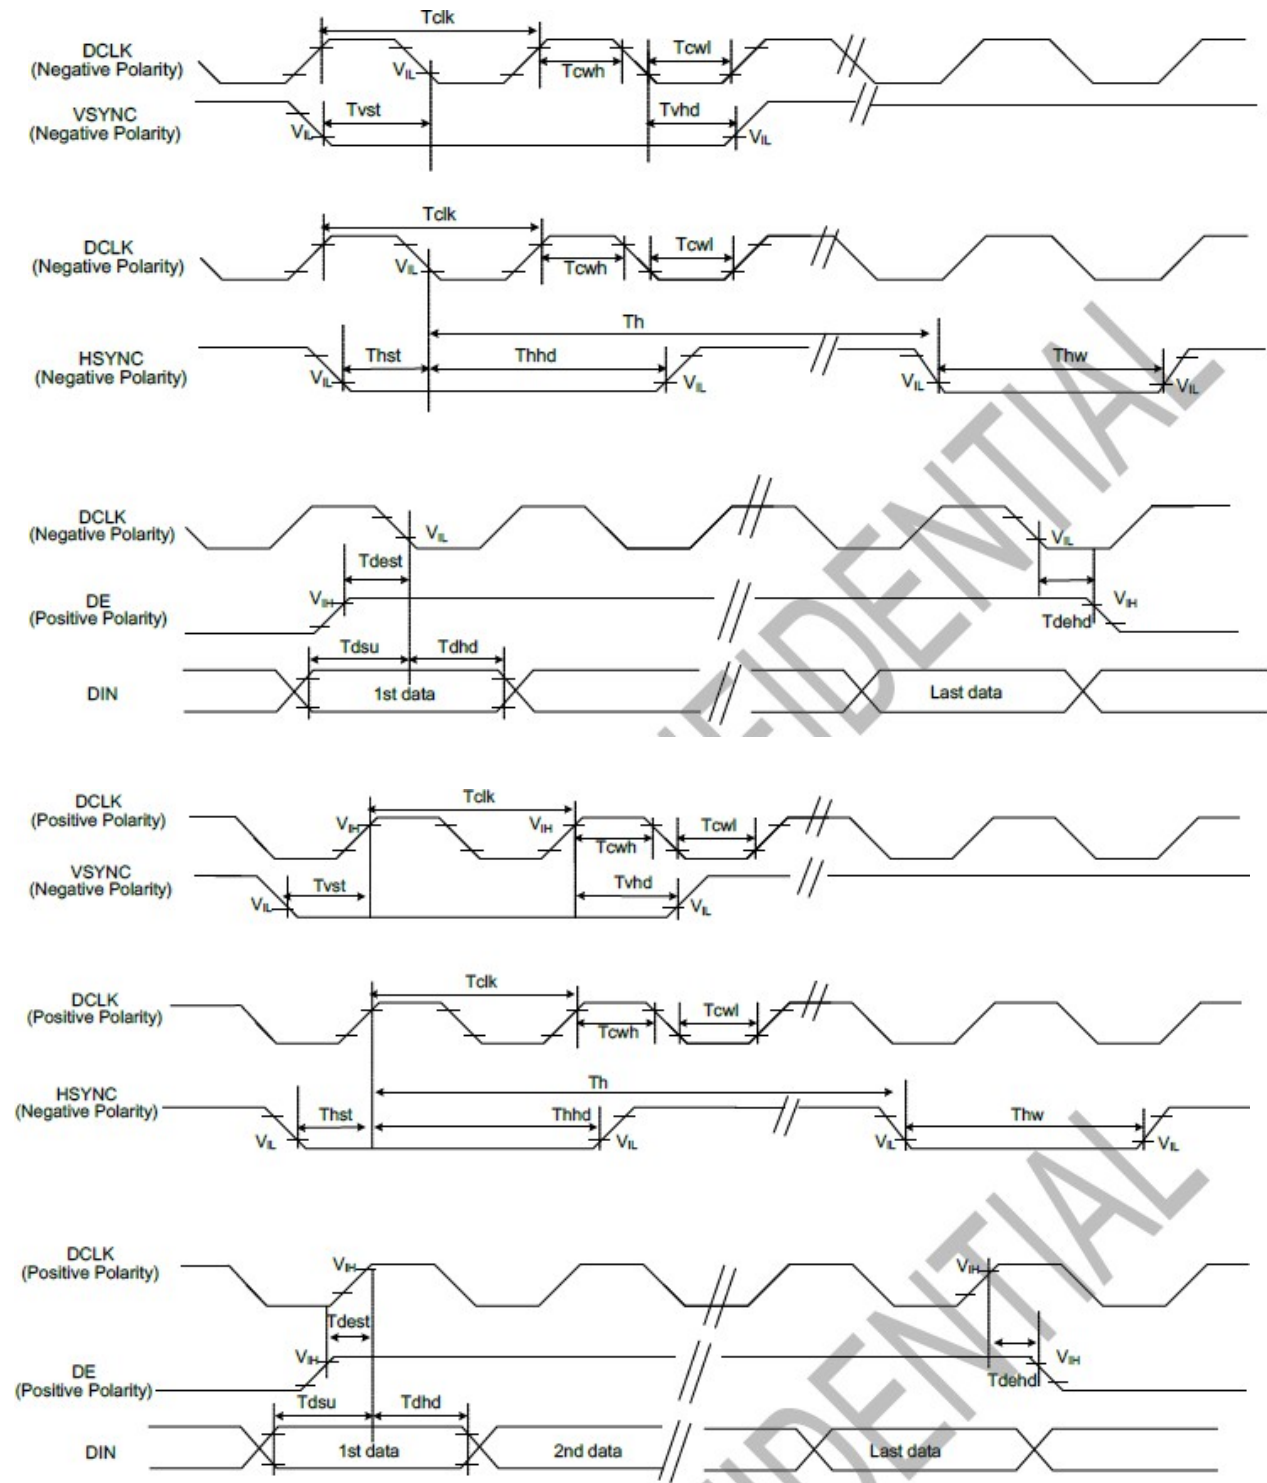 Tclk
DCLK
(Negative Polarity)
VIL
Tcwh
Tcwl
VSYNC
(Negative Polarity)
VIL
Tvst
Tvhd
VIL
Tclk
DCLK
(Negative Polarity)
VIL
Tcwh
Tcwl
Th
HSYNC
(Negative Polarity)
VIL
Thst
Thhd
VIL
VIL
Thw
VIL
DCLK
(Negative Polarity)
VIL
VIL
Tdest
DE
(Positive Polarity)
VIH
VIH
Tdehd
Tdsu
Tdhd
DIN
1st data
Last data
CONFIDENTIAL
DCLK
(Positive Polarity)
VIH
Tclk
VIH
Tcwh
Tcwl
VSYNC
(Negative Polarity)
VIL
Tvst
Tvhd
VIL
DCLK
(Positive Polarity)
Tclk
Tcwh
Tcwl
Th
HSYNC
(Negative Polarity)
VIL
Thst
Thhd
VIL
VIL
Thw
VIL
DCLK
(Positive Polarity)
VIH
VIH
Tdest
DE
(Positive Polarity)
VIH
VIH
Tdehd
Tdsu
Tdhd
DIN
1st data
2nd data
Last data
FIDENTIAL